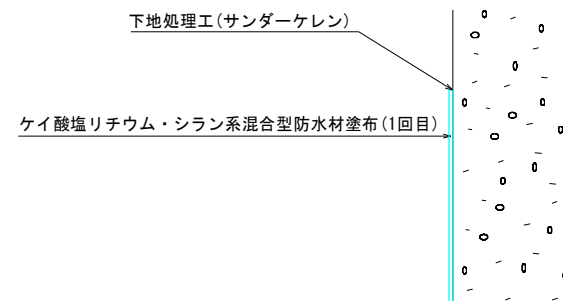 下地処理工(サンダーケレン)
ケイ酸塩リチウム・シラン系混合型防水材塗布(1回目)